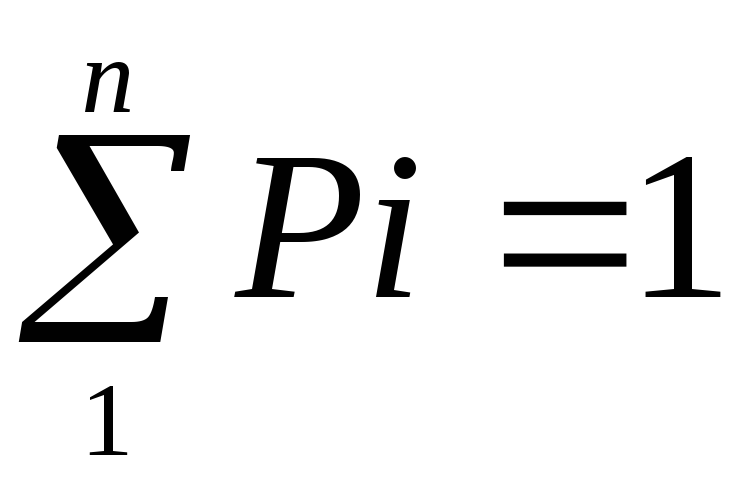 n
∑ Pi =1
1